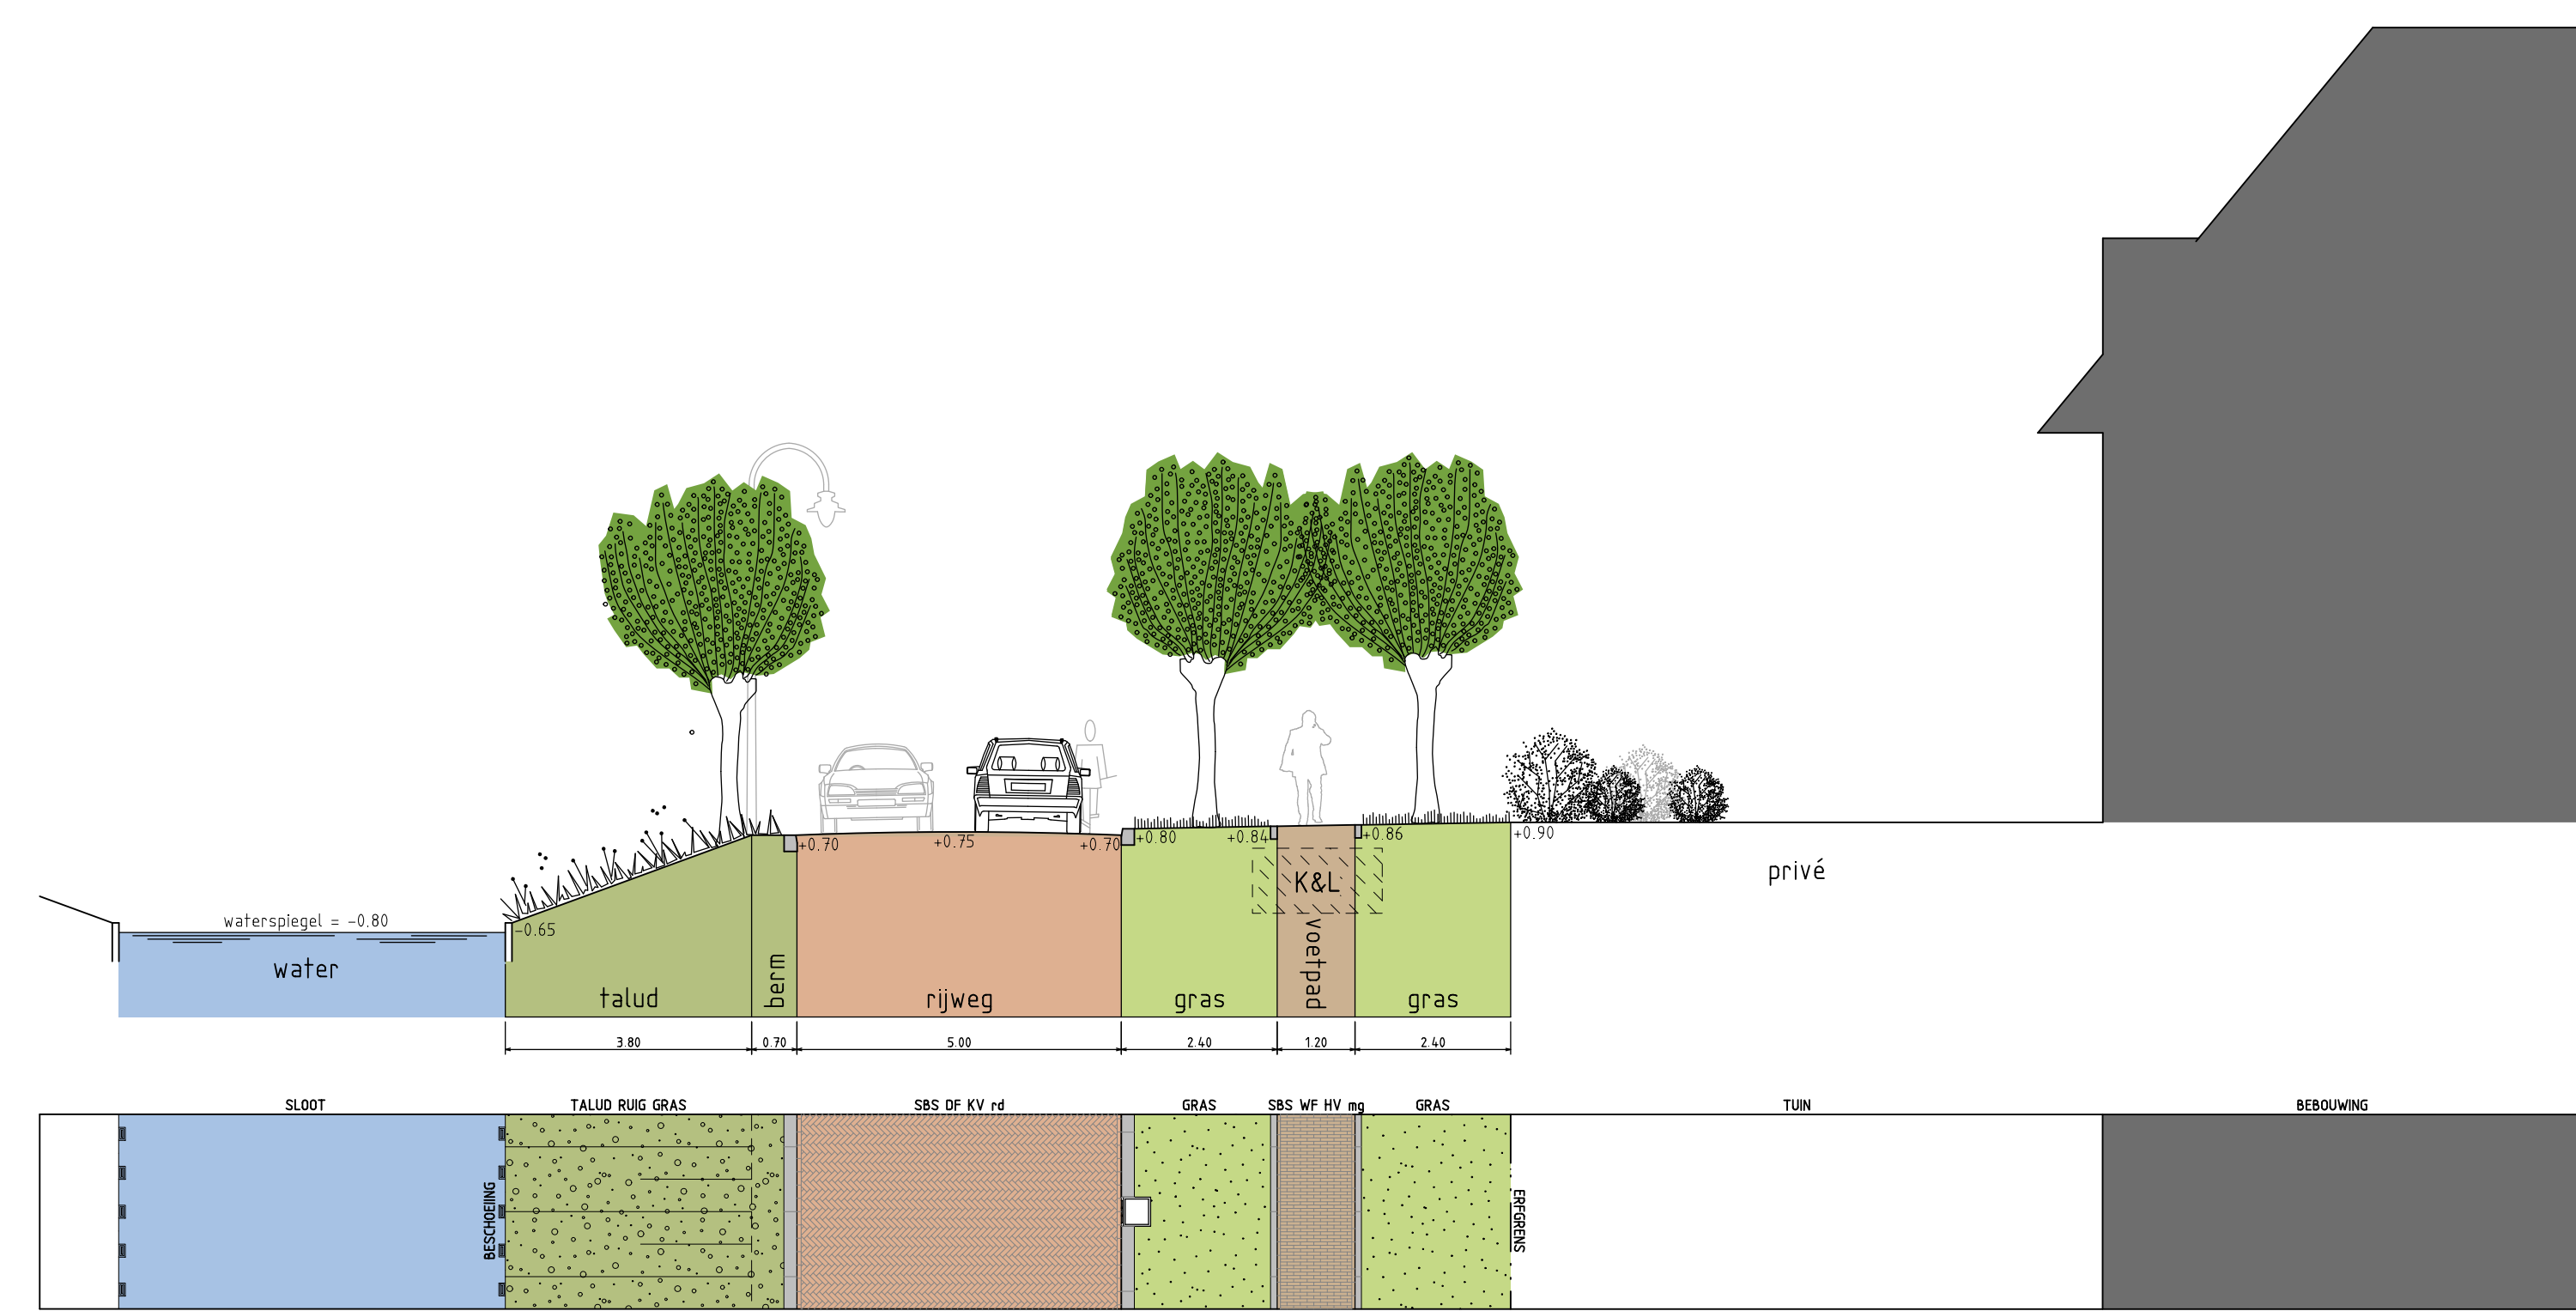 +0.70
+0.75
+0.70
+0.80
+0.84
+0.86
+0.90
privé
K&L
waterspiegel = -0.80
-0.65
water
talud
berm
rijweg
gras
voetpad
gras
3.80
0.70
5.00
2.40
1.20
2.40
SLOOT
TALUD RUIG GRAS
SBS DF KV rd
GRAS
SBS WF HV mg
GRAS
TUIN
BEBOUWING
BESCHOEIING
ERFGRENS